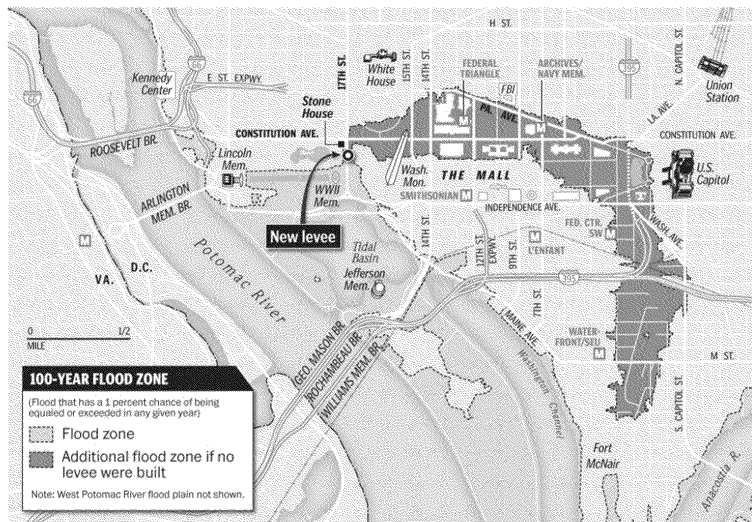 H ST.
66
E ST. EXPWY.
Kennedy
Center
17TH ST.
White
House
15TH ST.
14TH ST.
FEDERAL
TRIANGLE
M
ARCHIVES/
NAVY MEM.
M
FBI
PA. AVE.
395
N. CAPITOL ST.
Union
Station
LA. AVE.
66
Stone
House
CONSTITUTION AVE.
CONSTITUTION AVE.
ROOSEVELT BR.
Lincoln
Mem.
WWII
Mem.
Wash.
Mon.
THE MALL
SMITHSONIAN M
INDEPENDENCE AVE.
U.S.
Capitol
ARLINGTON
MEM. BR.
M
New levee
14TH ST.
12TH ST.
EXPWY.
9TH ST.
M
L'ENFANT
FED. CTR.
SW M
WASH. AVE.
Potomac River
VA.
D.C.
Tidal
Basin
Jefferson
Mem.
395
7TH ST.
MAINE AVE.
0 1/2
MILE
GEO. MASON BR.
ROCHAMBEAU BR.
WILLIAMS MEM. BR.
Washington Channel
WATER-
FRONT/SEU
M
M ST.
S. CAPITOL ST.
Fort
McNair
Anacostia R.
100-YEAR FLOOD ZONE
(Flood that has a 1 percent chance of being
equaled or exceeded in any given year)
Flood zone
Additional flood zone if no
levee were built
Note: West Potomac River flood plain not shown.